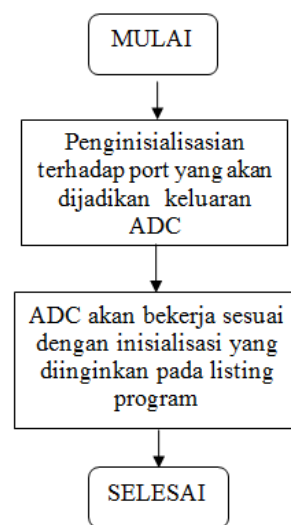 MULAI
Penginisialisasian
terhadap port yang akan
dijadikan keluaran
ADC
ADC akan bekerja sesuai
dengan inisialisasi yang
diinginkan pada listing
program
SELESAI